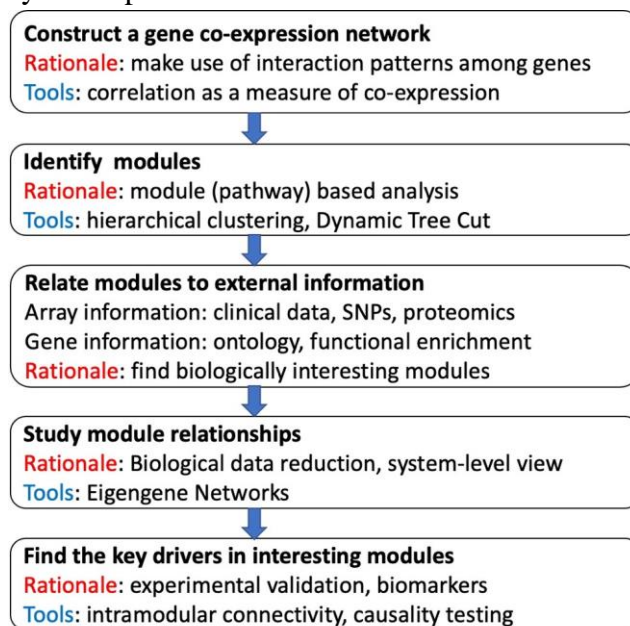 Construct a gene co-expression network
Rationale: make use of interaction patterns among genes
Tools: correlation as a measure of co-expression
Identify modules
Rationale: module (pathway) based analysis
Tools: hierarchical clustering, Dynamic Tree Cut
Relate modules to external information
Array information: clinical data, SNPs, proteomics
Gene information: ontology, functional enrichment
Rationale: find biologically interesting modules
Study module relationships
Rationale: Biological data reduction, system-level view
Tools: Eigengene Networks
Find the key drivers in interesting modules
Rationale: experimental validation, biomarkers
Tools: intramodular connectivity, causality testing